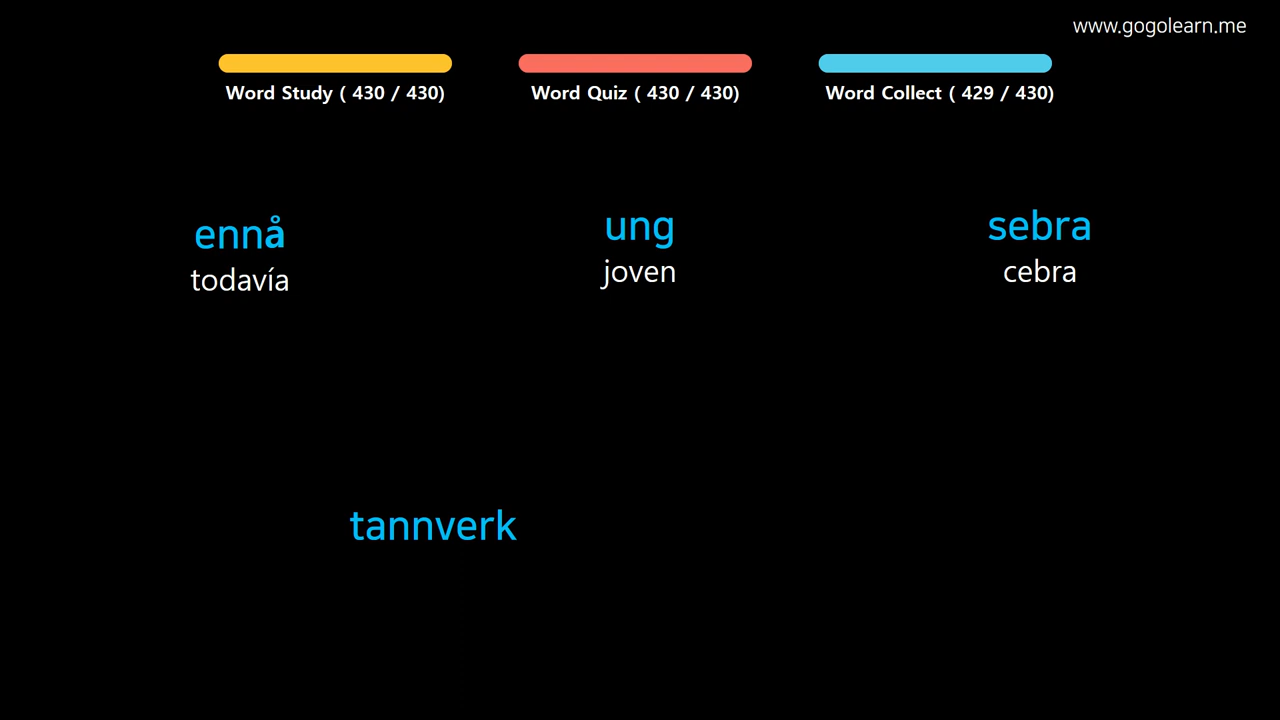 www.gogolearn.me
Word Study ( 430 / 430)
Word Quiz ( 430 / 430)
Word Collect ( 429 / 430)
ennå
todavía
ung
joven
sebra
cebra
tannverk